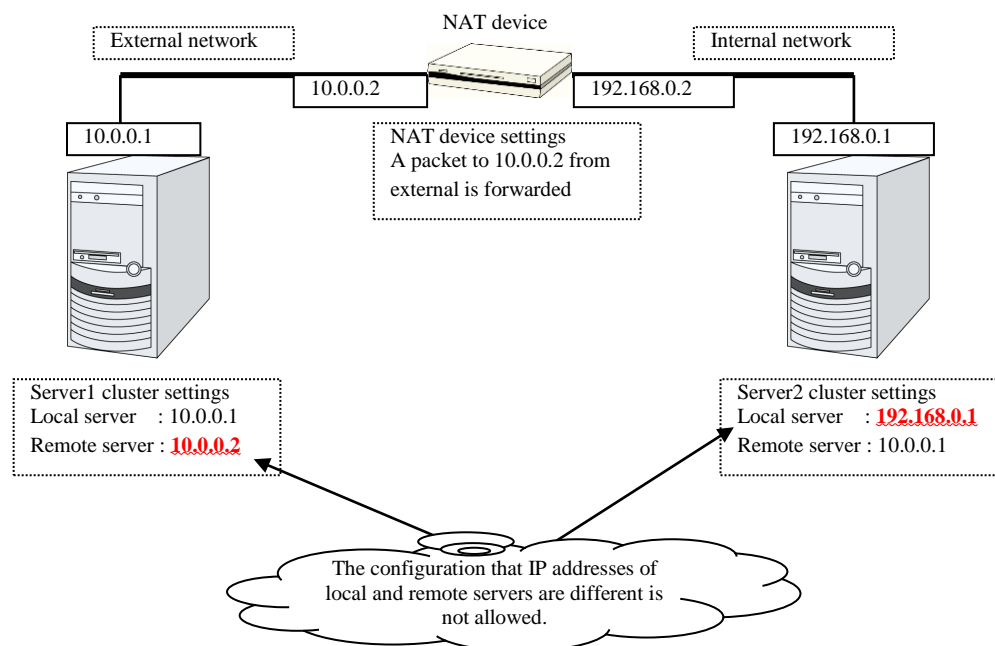 NAT device
External network
Internal network
10.0.0.2
192.168.0.2
10.0.0.1
192.168.0.1
NAT device settings
A packet to 10.0.0.2 from
external is forwarded
Server1 cluster settings
Local server : 10.0.0.1
Remote server : 10.0.0.2
Server2 cluster settings
Local server : 192.168.0.1
Remote server : 10.0.0.1
The configuration that IP addresses of
local and remote servers are different is
not allowed.